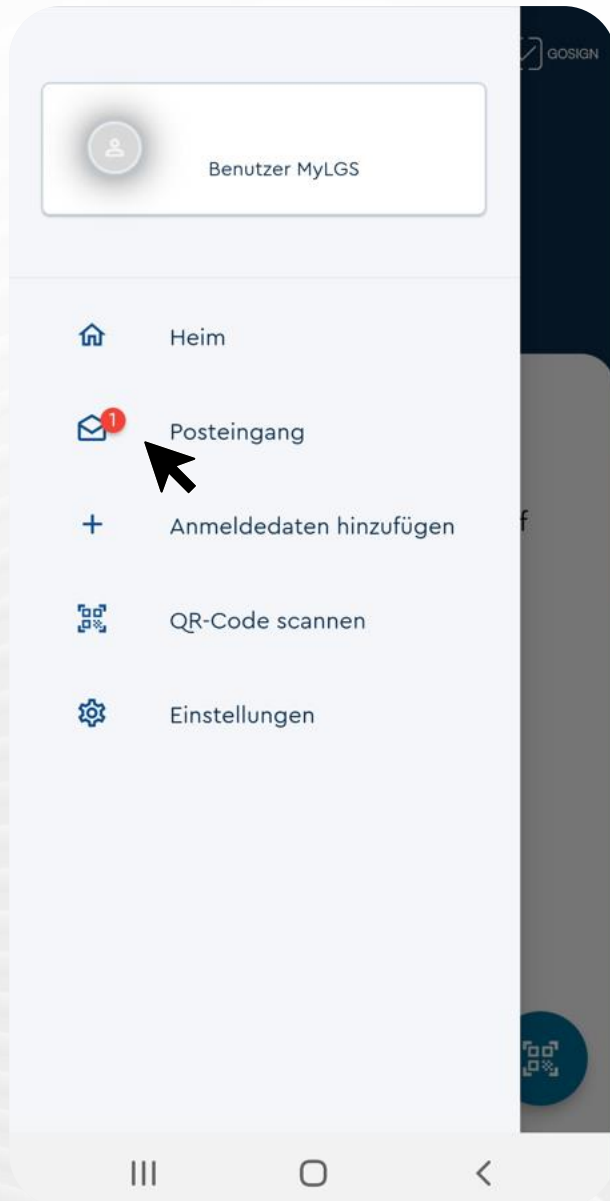 GOSIGN
Benutzer MyLGS
Heim
1
Posteingang
Anmeldedaten hinzufügen
f
QR-Code scannen
Einstellungen